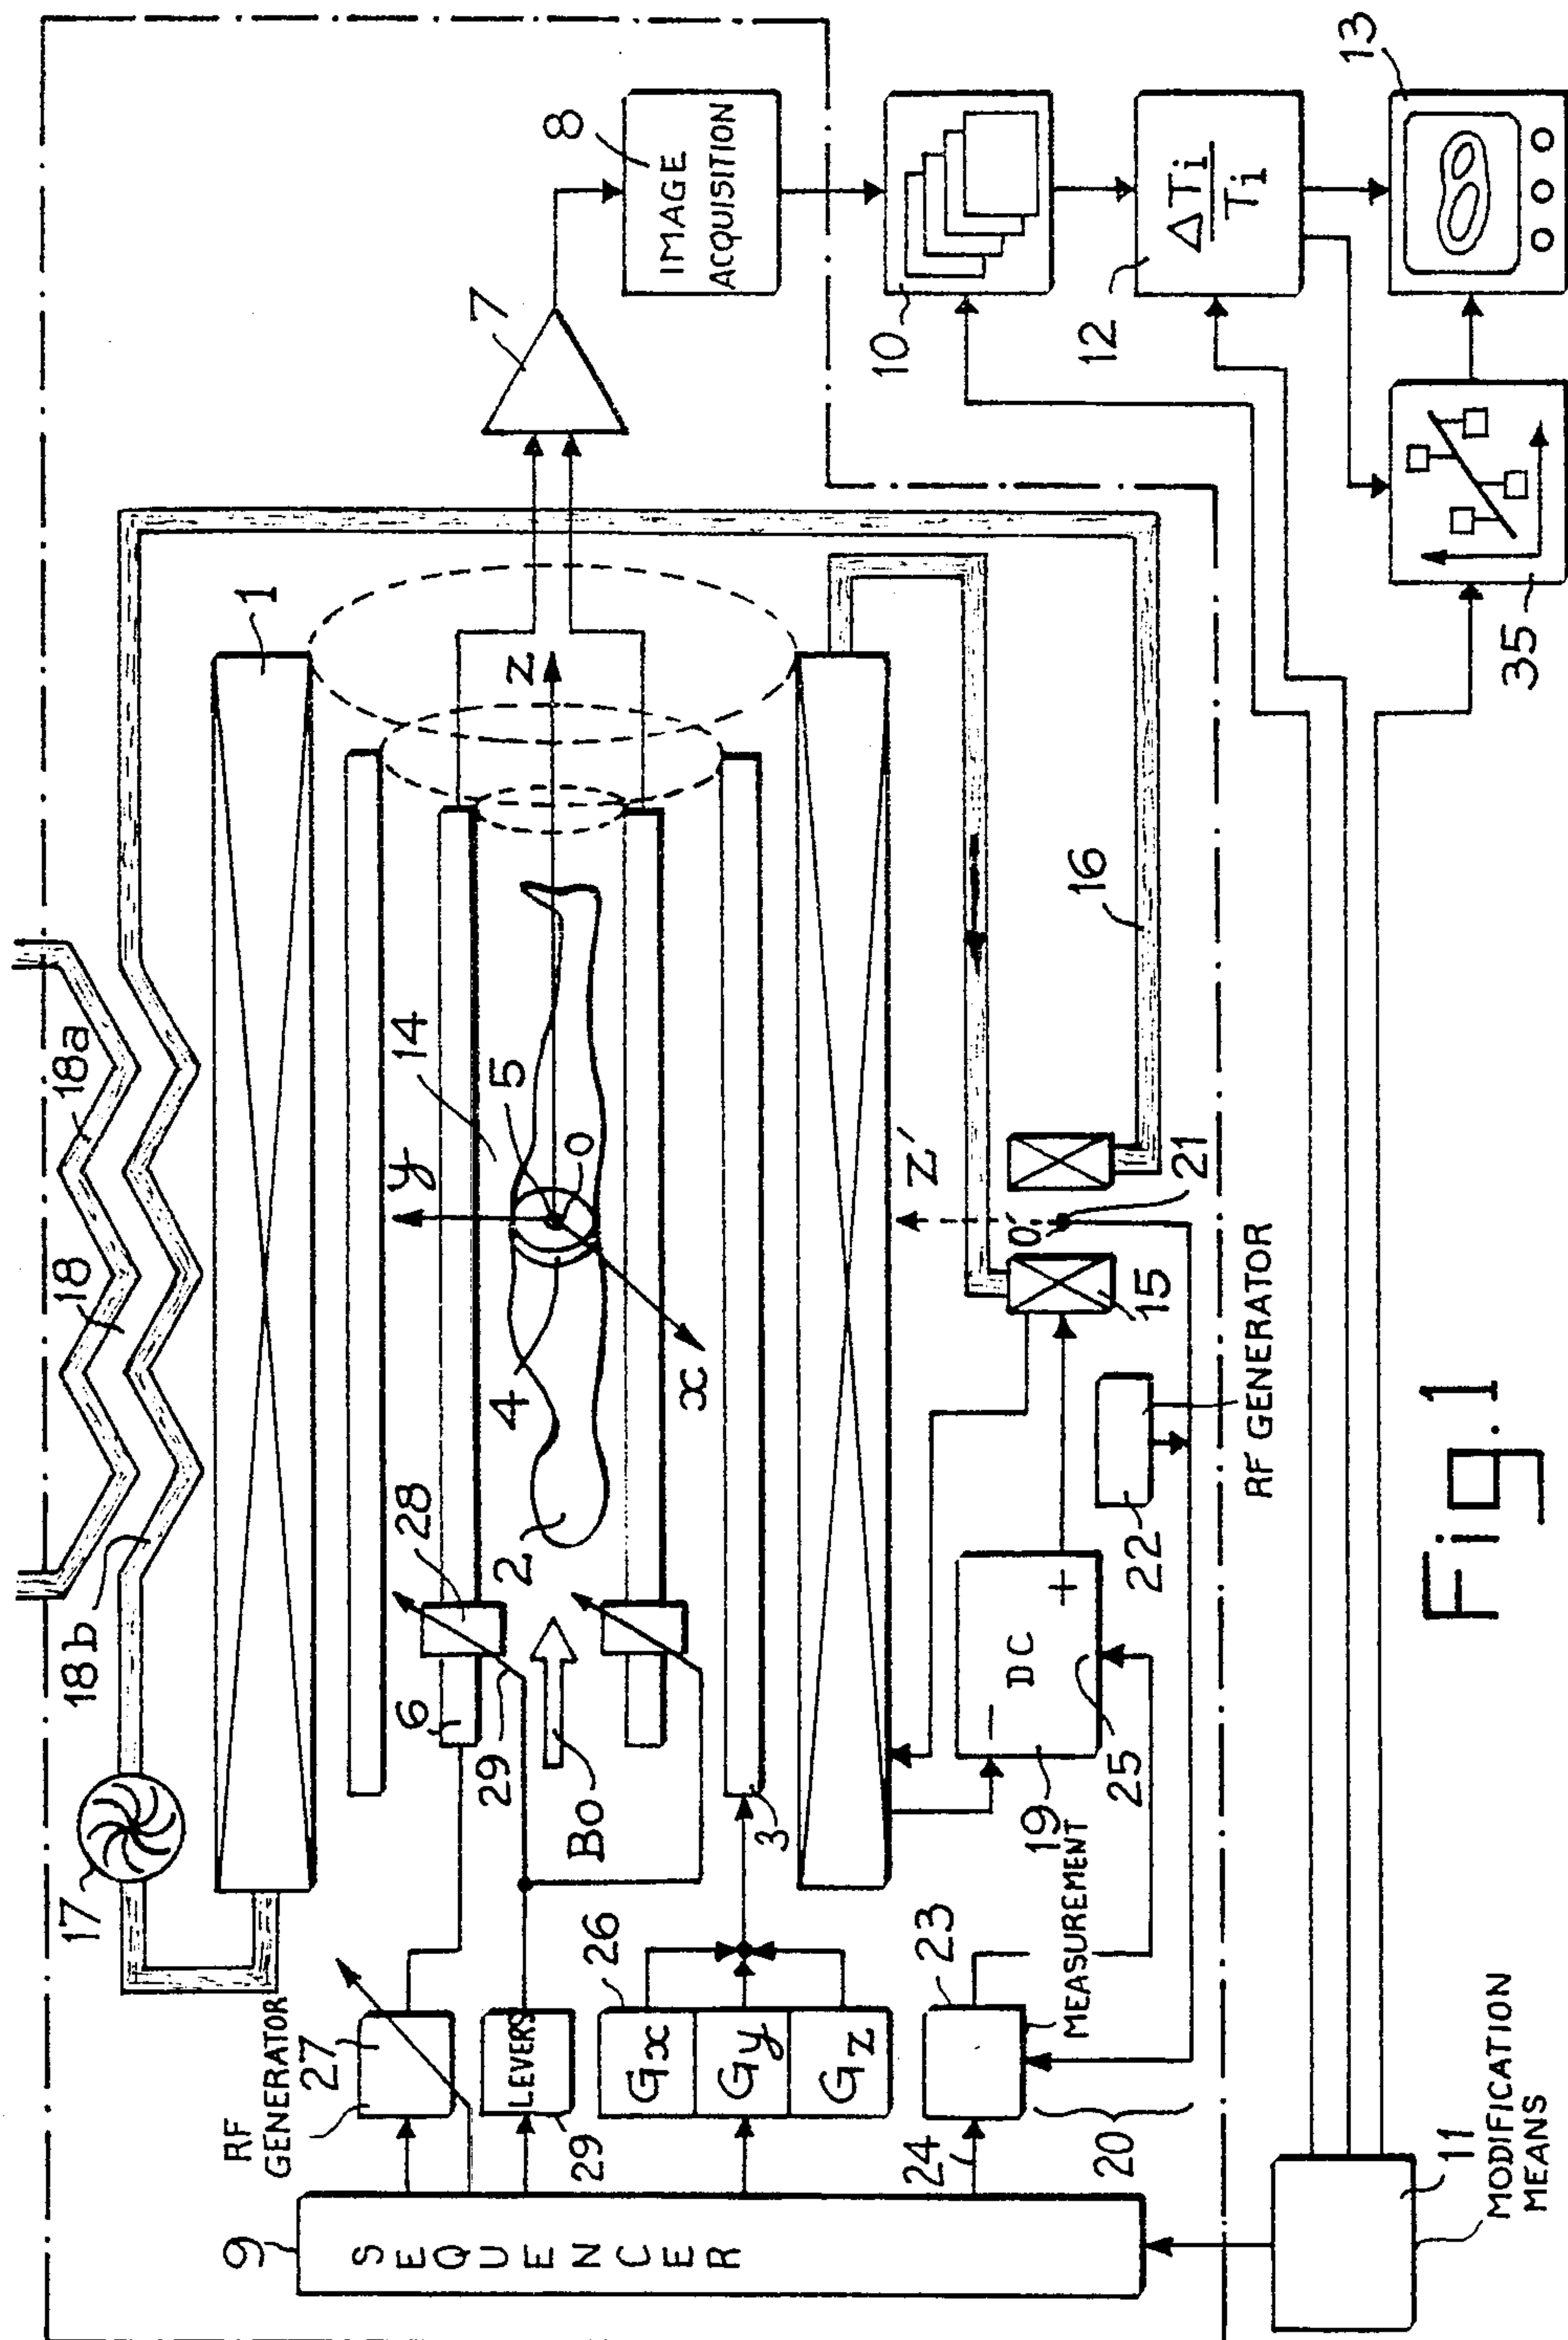 17
18b
18
18a
1
RF
GENERATOR
27
6
28
y
14
5
O
z
7
8
IMAGE
ACQUISITION
29
LEVERS
29
Bo
2
4
x
26
Gx
Gy
Gz
3
9
SEQUENCER
24
23
MEASUREMENT
20
19
- DC +
25
22
RF GENERATOR
15
O'
z'
21
16
10
12
ΔTi
Ti
13
35
11
MODIFICATION
MEANS
Fig. 1